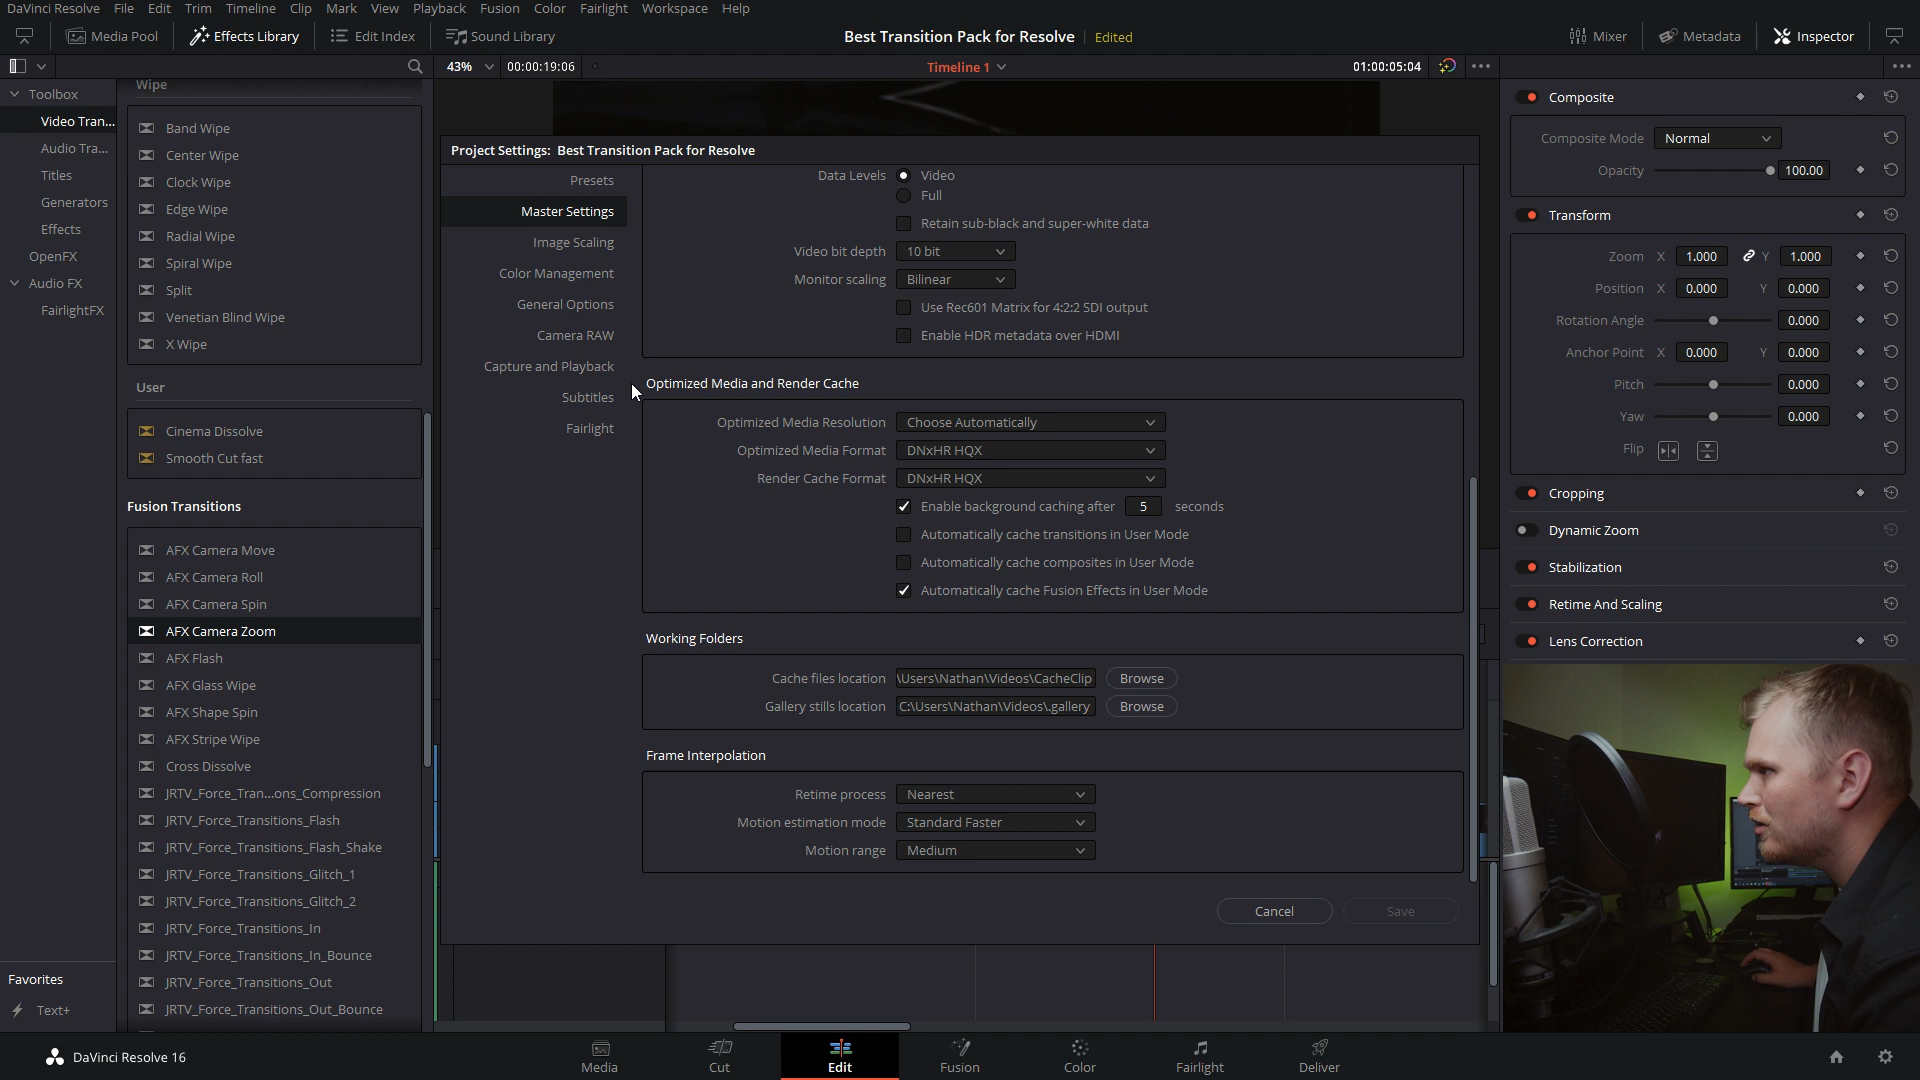 DaVinci Resolve File Edit Trim Timeline Clip Mark View Playback Fusion Color Fairlight Workspace Help
Media Pool Effects Library Edit Index Sound Library Best Transition Pack for Resolve Edited Mixer Metadata Inspector
43% 00:00:19:06 Timeline 1 01:00:05:04
Toolbox
Video Tran...
Audio Tra...
Titles
Generators
Effects
OpenFX
Audio FX
FairlightFX
Favorites
Text+
Wipe
Band Wipe
Center Wipe
Clock Wipe
Edge Wipe
Radial Wipe
Spiral Wipe
Split
Venetian Blind Wipe
X Wipe
User
Cinema Dissolve
Smooth Cut fast
Fusion Transitions
AFX Camera Move
AFX Camera Roll
AFX Camera Spin
AFX Camera Zoom
AFX Flash
AFX Glass Wipe
AFX Shape Spin
AFX Stripe Wipe
Cross Dissolve
JRTV_Force_Tran...ons_Compression
JRTV_Force_Transitions_Flash
JRTV_Force_Transitions_Flash_Shake
JRTV_Force_Transitions_Glitch_1
JRTV_Force_Transitions_Glitch_2
JRTV_Force_Transitions_In
JRTV_Force_Transitions_In_Bounce
JRTV_Force_Transitions_Out
JRTV_Force_Transitions_Out_Bounce
Project Settings: Best Transition Pack for Resolve
Presets
Master Settings
Image Scaling
Color Management
General Options
Camera RAW
Capture and Playback
Subtitles
Fairlight
Data Levels Video
Full
Retain sub-black and super-white data
Video bit depth 10 bit
Monitor scaling Bilinear
Use Rec601 Matrix for 4:2:2 SDI output
Enable HDR metadata over HDMI
Optimized Media and Render Cache
Optimized Media Resolution Choose Automatically
Optimized Media Format DNxHR HQX
Render Cache Format DNxHR HQX
Enable background caching after 5 seconds
Automatically cache transitions in User Mode
Automatically cache composites in User Mode
Automatically cache Fusion Effects in User Mode
Working Folders
Cache files location \Users\Nathan\Videos\CacheClip Browse
Gallery stills location C:\Users\Nathan\Videos\.gallery Browse
Frame Interpolation
Retime process Nearest
Motion estimation mode Standard Faster
Motion range Medium
Cancel Save
Composite
Composite Mode Normal
Opacity 100.00
Transform
Zoom X 1.000 Y 1.000
Position X 0.000 Y 0.000
Rotation Angle 0.000
Anchor Point X 0.000 Y 0.000
Pitch 0.000
Yaw 0.000
Flip
Cropping
Dynamic Zoom
Stabilization
Retime And Scaling
Lens Correction
DaVinci Resolve 16 Media Cut Edit Fusion Color Fairlight Deliver